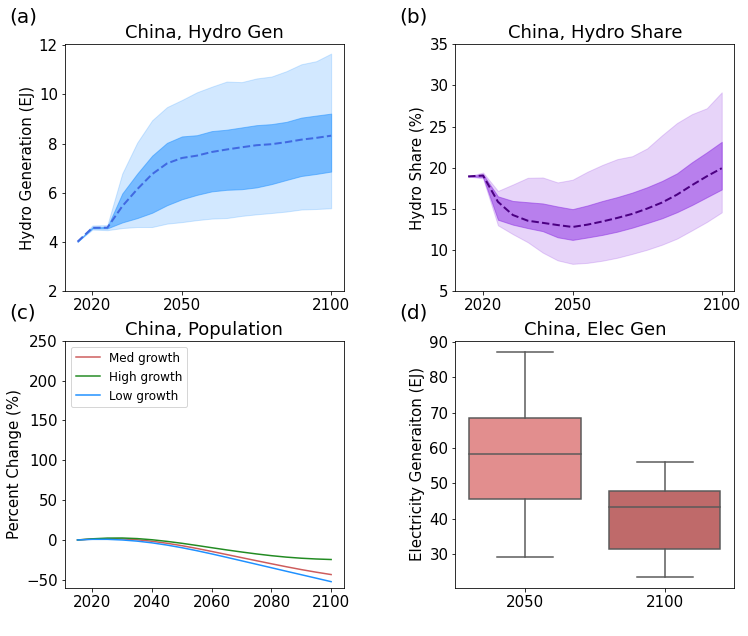 (a)
China, Hydro Gen
Hydro Generation (EJ)
12
10
8
6
4
2
2020
2050
2100
(b)
China, Hydro Share
Hydro Share (%)
35
30
25
20
15
10
5
2020
2050
2100
(c)
China, Population
Percent Change (%)
250
200
150
100
50
0
−50
Med growth
High growth
Low growth
2020
2040
2060
2080
2100
(d)
China, Elec Gen
Electricity Generaiton (EJ)
90
80
70
60
50
40
30
2050
2100